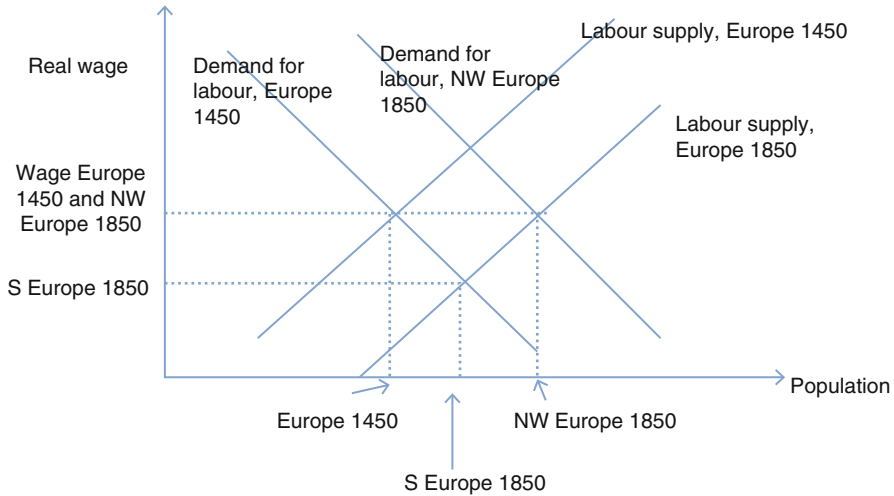 Labour supply, Europe 1450
Demand for
labour, NW Europe
1850
Real wage
Demand for
labour, Europe
1450
Labour supply,
Europe 1850
Wage Europe
1450 and NW
Europe 1850
S Europe 1850
Population
Europe 1450
NW Europe 1850
S Europe 1850